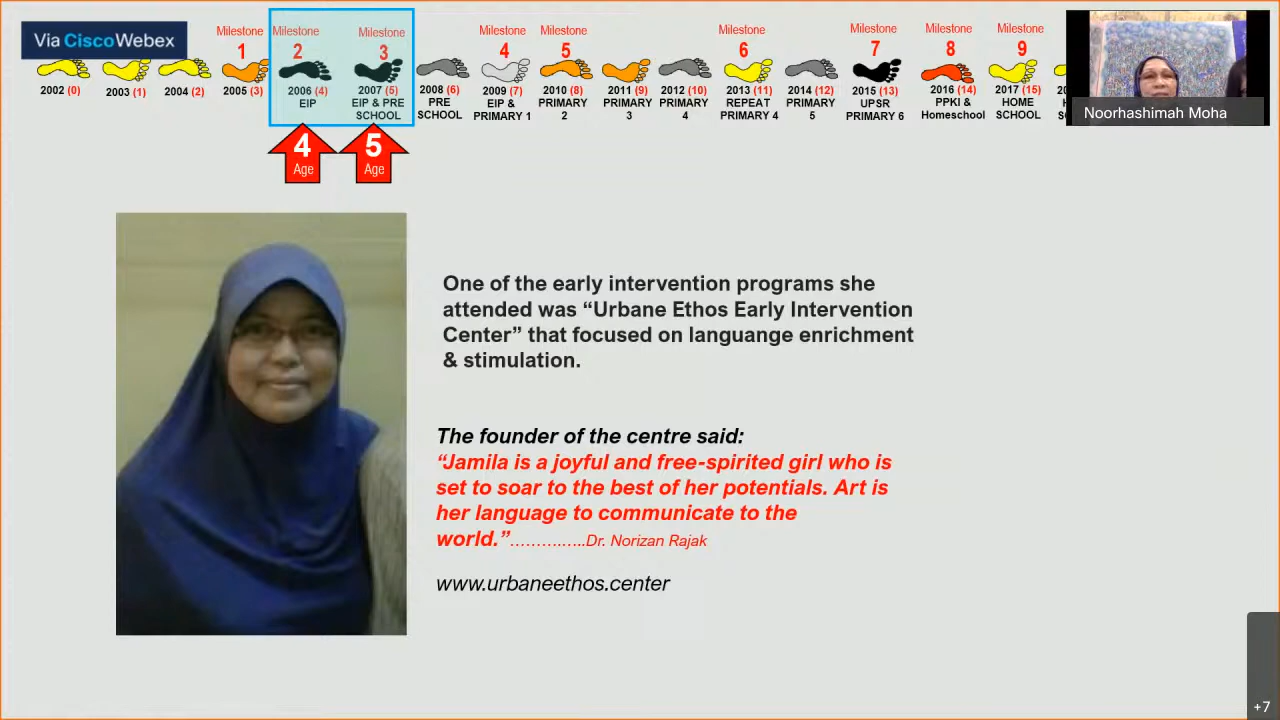 Via CiscoWebex
Milestone Milestone Milestone Milestone Milestone Milestone Milestone Milestone Milestone
1 2 3 4 5 6 7 8 9
2002 (0)
2003 (1)
2004 (2)
2005 (3)
2006 (4)
EIP
2007 (5)
EIP & PRE
SCHOOL
2008 (6)
PRE
SCHOOL
2009 (7)
EIP &
PRIMARY 1
2010 (8)
PRIMARY
2
2011 (9)
PRIMARY
3
2012 (10)
PRIMARY
4
2013 (11)
REPEAT
PRIMARY 4
2014 (12)
PRIMARY
5
2015 (13)
UPSR
PRIMARY 6
2016 (14)
PPKI &
Homeschool
2017 (15)
HOME
SCHOOL
Noorhashimah Moha
4
Age
5
Age
One of the early intervention programs she
attended was “Urbane Ethos Early Intervention
Center” that focused on languange enrichment
& stimulation.
The founder of the centre said:
“Jamila is a joyful and free-spirited girl who is
set to soar to the best of her potentials. Art is
her language to communicate to the
world.”…………..Dr. Norizan Rajak
www.urbaneethos.center
+7